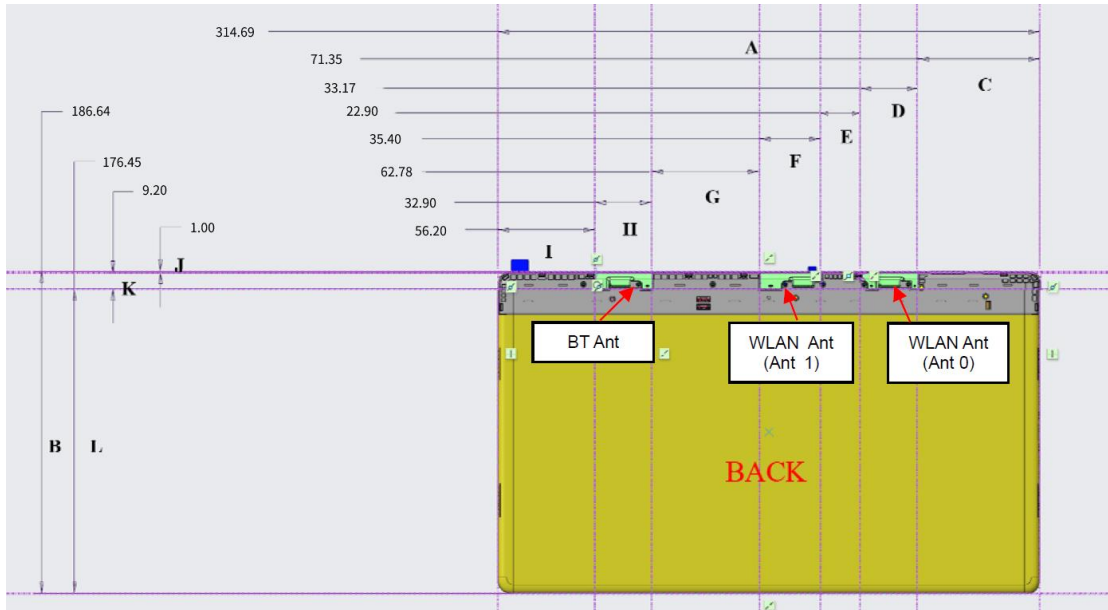 314.69
A
71.35
C
33.17
D
186.64
22.90
E
35.40
F
176.45
62.78
G
9.20
32.90
II
1.00
56.20
I
J
K
BT Ant
WLAN Ant
(Ant 1)
WLAN Ant
(Ant 0)
B
L
BACK